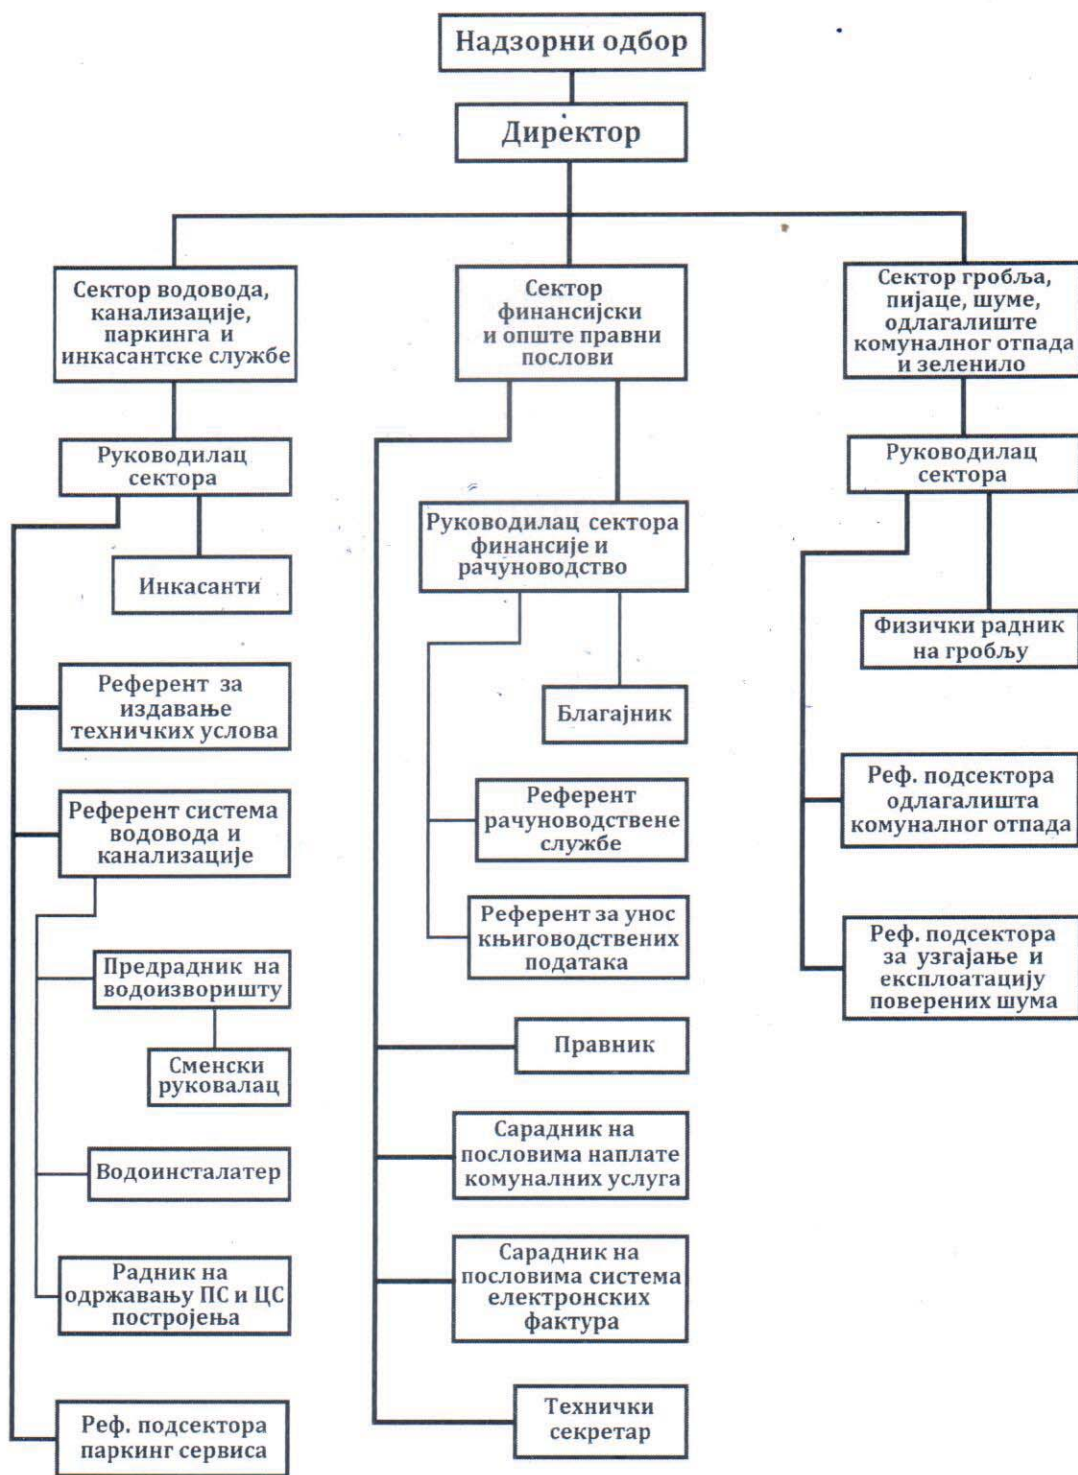 Надзорни одбор
Директор
Сектор водовода,
канализације,
паркинга и
инкасантске службе
Руководилац
сектора
Инкасанти
Референт за
издавање
техничких услова
Референт система
водовода и
канализације
Предрадник на
водоизворишту
Сменски
руковалац
Водоинсталатер
Радник на
одржавању ПС и ЦС
постројења
Реф. подсектора
паркинг сервиса
Сектор
финансијски
и опште правни
послови
Руководилац сектора
финансије и
рачуноводство
Благајник
Референт
рачуноводствене
службе
Референт за унос
књиговодствених
података
Правник
Сарадник на
пословима наплате
комуналних услуга
Сарадник на
пословима система
електронских
фактура
Технички
секретар
Сектор гробља,
пијаце, шуме,
одлагалиште
комуналног отпада
и зеленило
Руководилац
сектора
Физички радник
на гробљу
Реф. подсектора
одлагалишта
комуналног отпада
Реф. подсектора
за узгајање и
експлоатацију
поверених шума